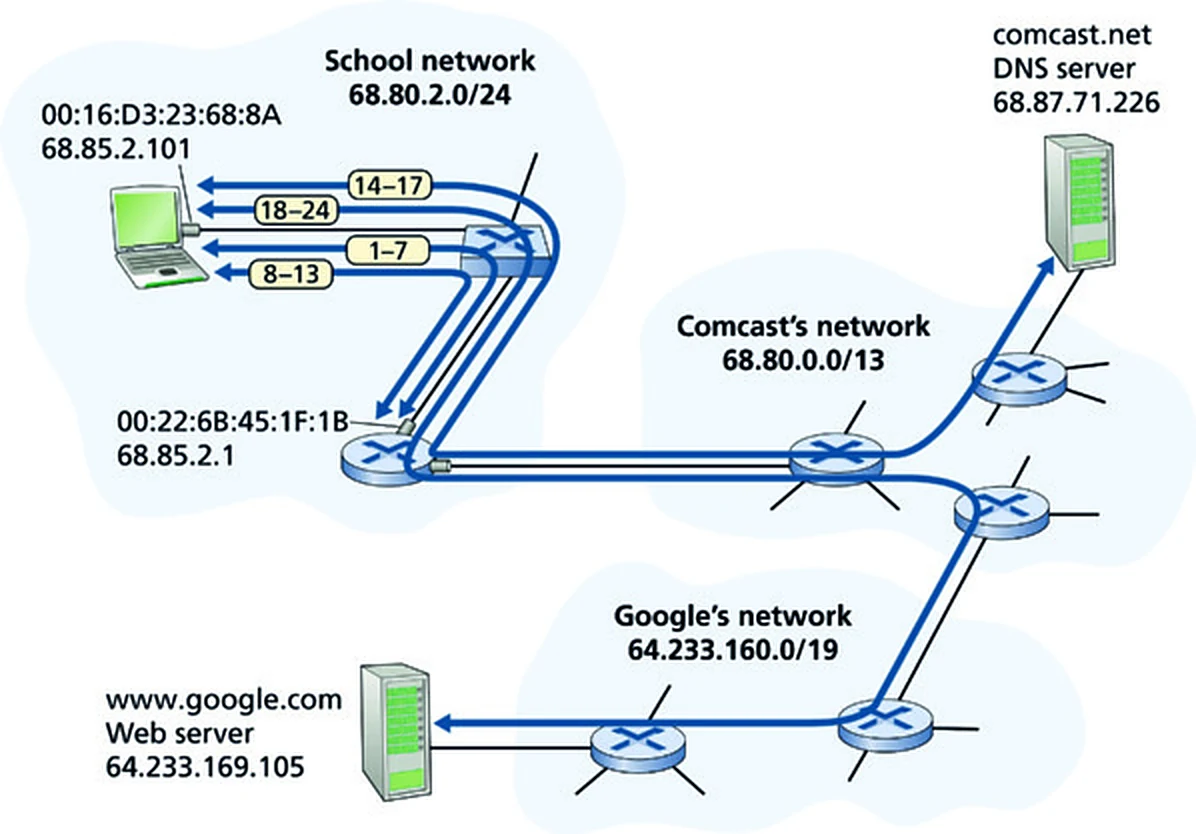 School network
68.80.2.0/24
comcast.net
DNS server
68.87.71.226
00:16:D3:23:68:8A
68.85.2.101
14–17
18–24
1–7
8–13
Comcast's network
68.80.0.0/13
00:22:6B:45:1F:1B
68.85.2.1
Google's network
64.233.160.0/19
www.google.com
Web server
64.233.169.105